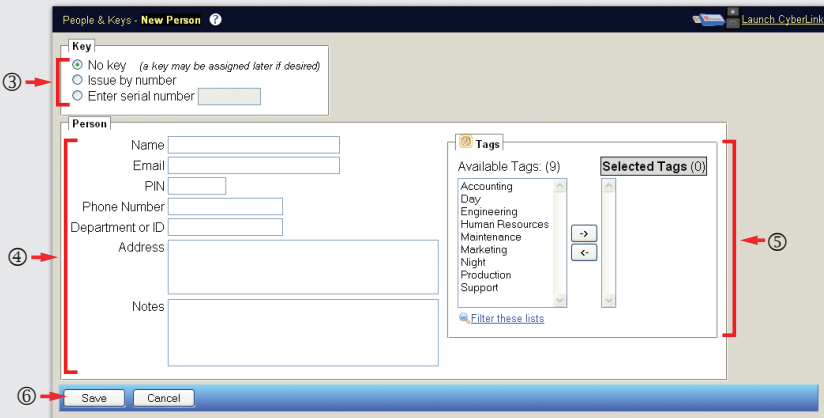 People & Keys - New Person ?
Launch CyberLink
Key
③
No key (a key may be assigned later if desired)
Issue by number
Enter serial number
Person
④
Name
Email
PIN
Phone Number
Department or ID
Address
Notes
Tags
⑤
Available Tags: (9)
Selected Tags (0)
Accounting
Day
Engineering
Human Resources
Maintenance
Marketing
Night
Production
Support
->
<-
Filter these lists
⑥
Save
Cancel